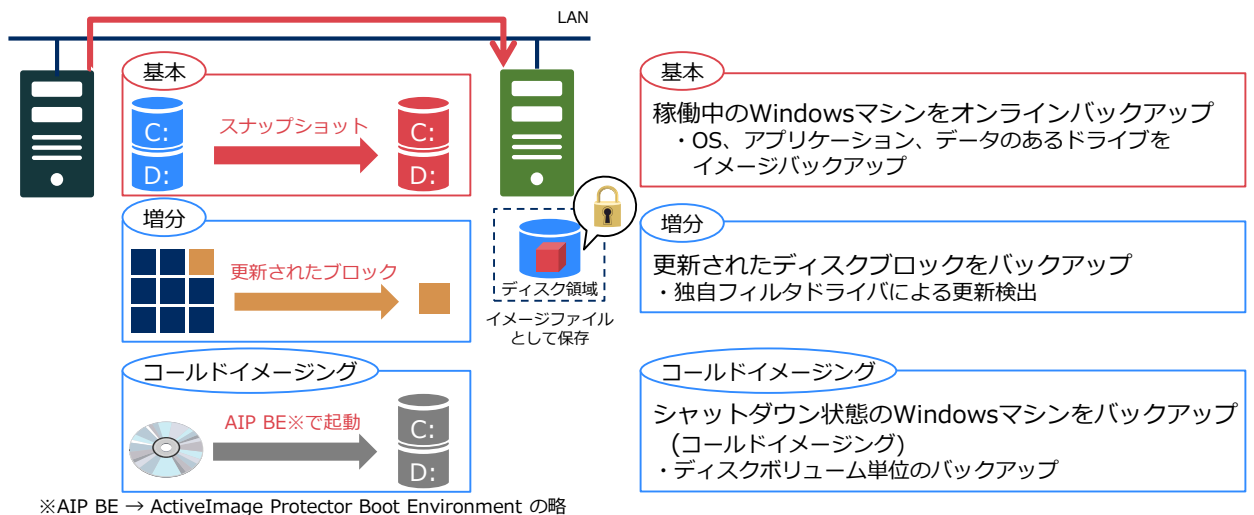 LAN
基本
スナップショット
C:
D:
C:
D:
増分
更新されたブロック
ディスク領域
イメージファイル
として保存
コールドイメージング
AIP BE※で起動
C:
D:
※AIP BE → ActiveImage Protector Boot Environment の略
基本
稼働中のWindowsマシンをオンラインバックアップ
・OS、アプリケーション、データのあるドライブを
イメージバックアップ
増分
更新されたディスクブロックをバックアップ
・独自フィルタドライバによる更新検出
コールドイメージング
シャットダウン状態のWindowsマシンをバックアップ
(コールドイメージング)
・ディスクボリューム単位のバックアップ